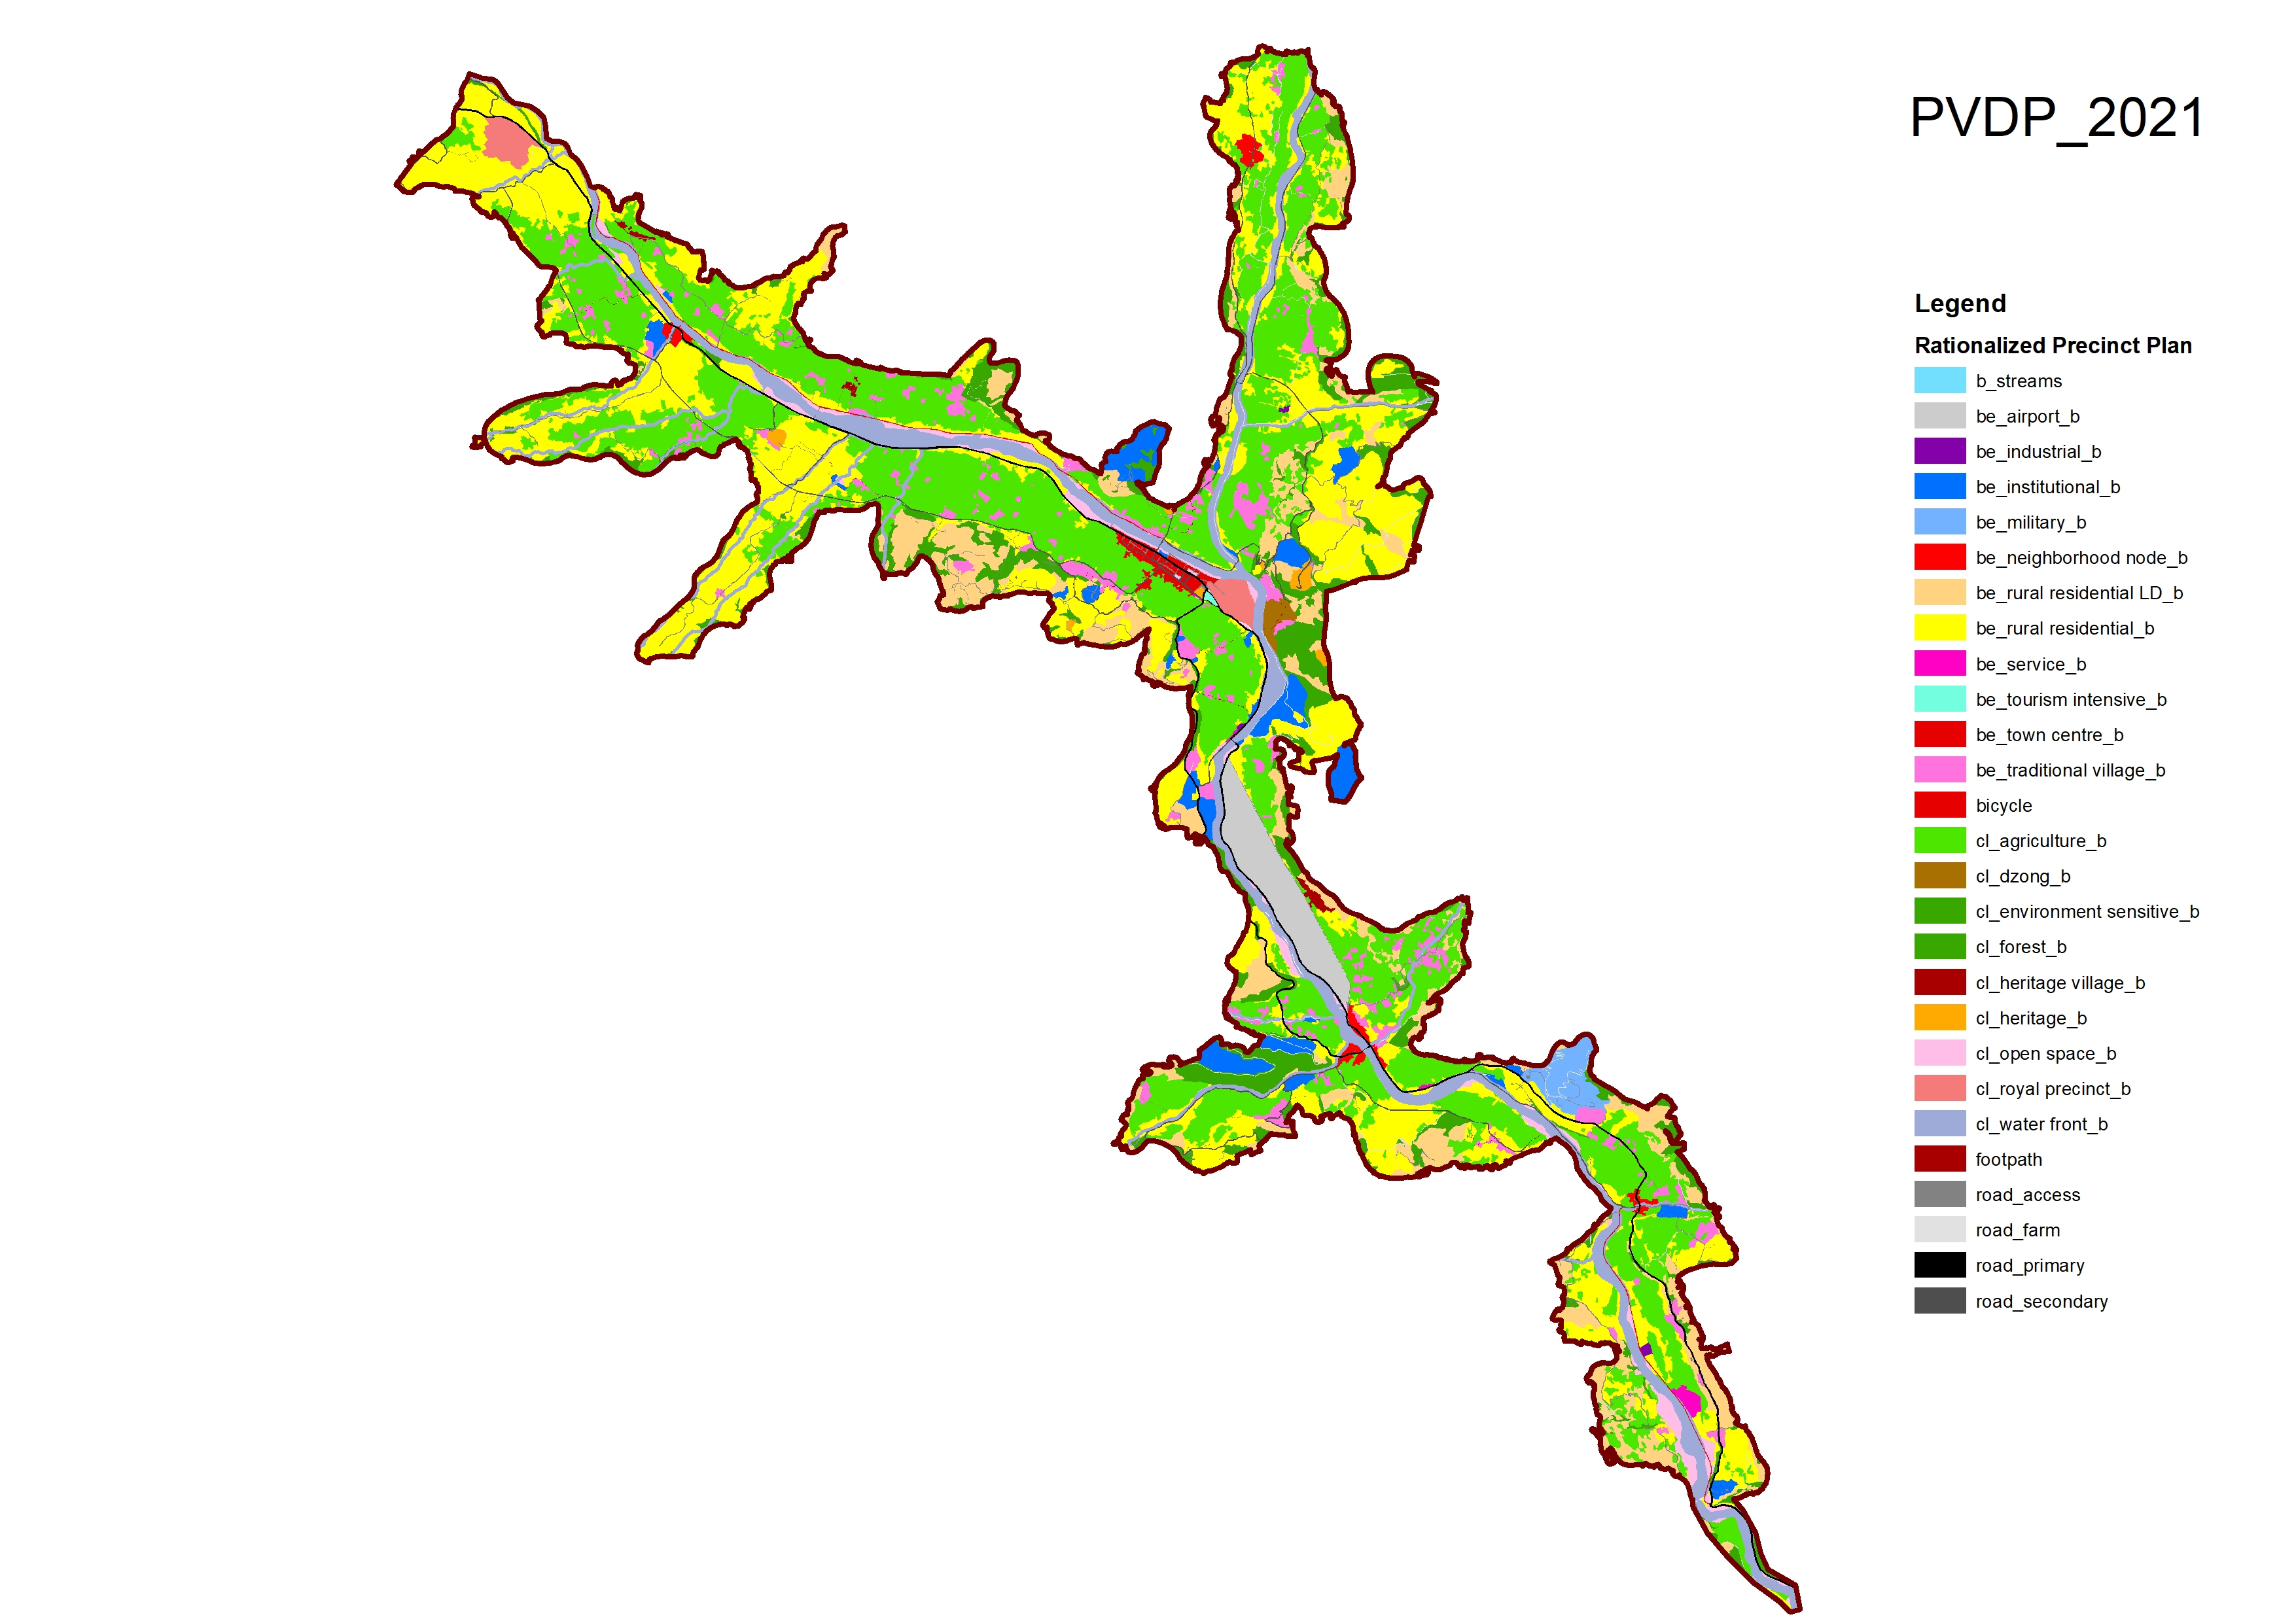 PVDP_2021
Legend
Rationalized Precinct Plan
b_streams
be_airport_b
be_industrial_b
be_institutional_b
be_military_b
be_neighborhood node_b
be_rural residential LD_b
be_rural residential_b
be_service_b
be_tourism intensive_b
be_town centre_b
be_traditional village_b
bicycle
cl_agriculture_b
cl_dzong_b
cl_environment sensitive_b
cl_forest_b
cl_heritage village_b
cl_heritage_b
cl_open space_b
cl_royal precinct_b
cl_water front_b
footpath
road_access
road_farm
road_primary
road_secondary